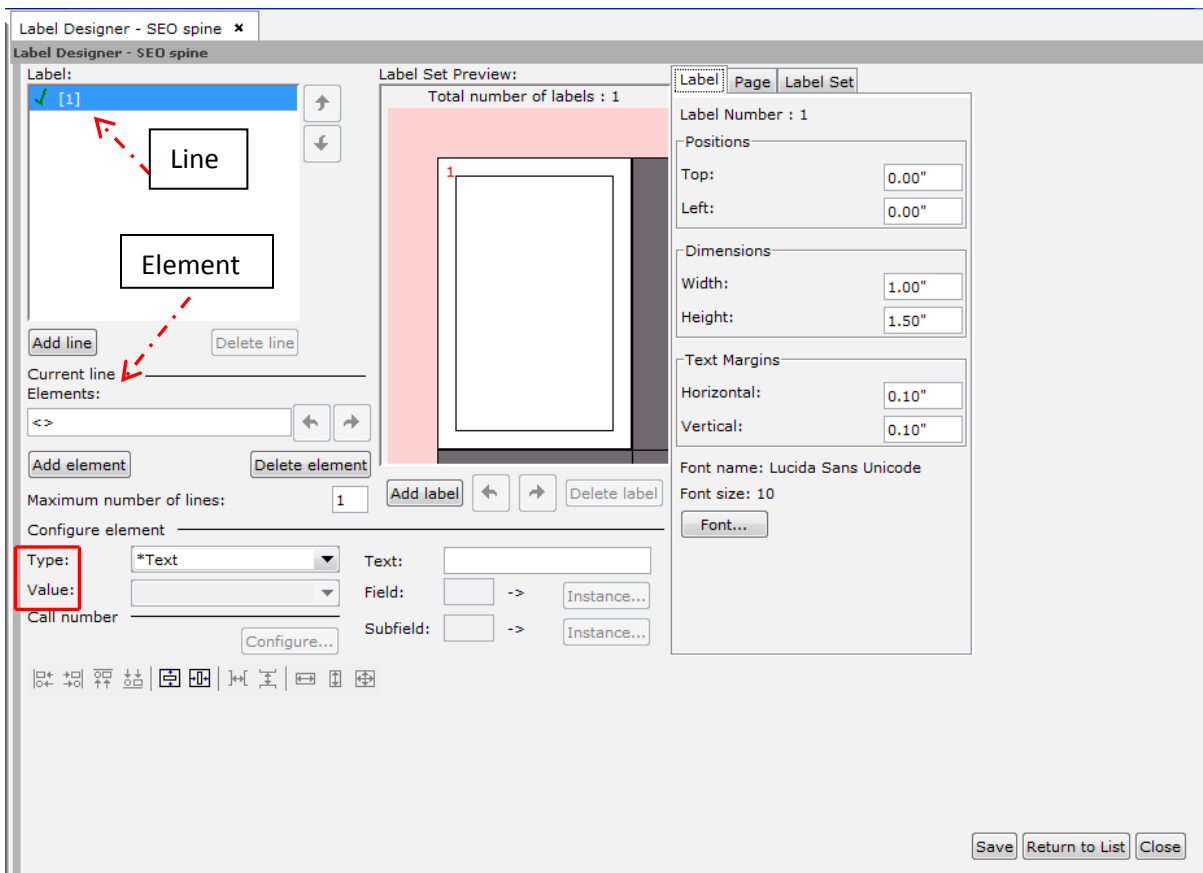 Label Designer - SEO spine ×
Label Designer - SEO spine
Label:
[1]
Line
Element
Add line
Delete line
Current line
Elements:
<>
Add element
Delete element
Maximum number of lines:
1
Label Set Preview:
Total number of labels : 1
1
Add label
Delete label
Configure element
Type:
*Text
Value:
Call number
Configure...
Text:
Field:
->
Instance...
Subfield:
->
Instance...
Label
Page
Label Set
Label Number : 1
Positions
Top:
0.00"
Left:
0.00"
Dimensions
Width:
1.00"
Height:
1.50"
Text Margins
Horizontal:
0.10"
Vertical:
0.10"
Font name: Lucida Sans Unicode
Font size: 10
Font...
Save
Return to List
Close